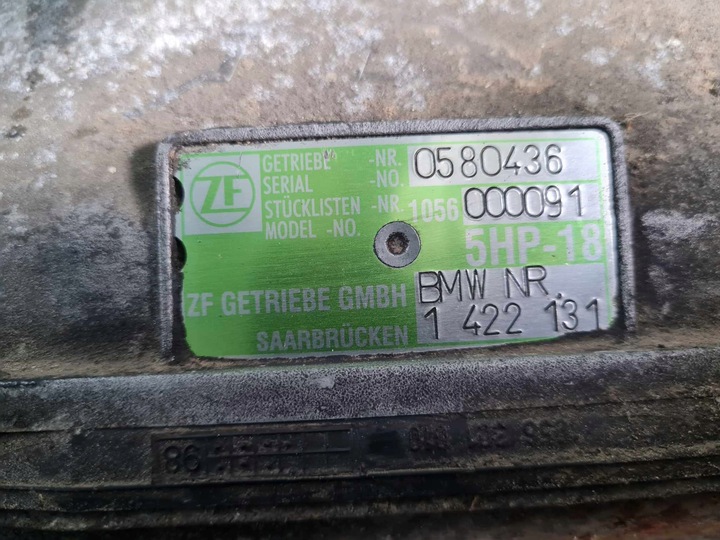 ZF
GETRIEBE -NR. 0580436
SERIAL -NO.
STÜCKLISTEN -NR. 1056 000091
MODEL -NO.
5HP-18
ZF GETRIEBE GMBH BMW NR.
SAARBRÜCKEN 1 422 131
98